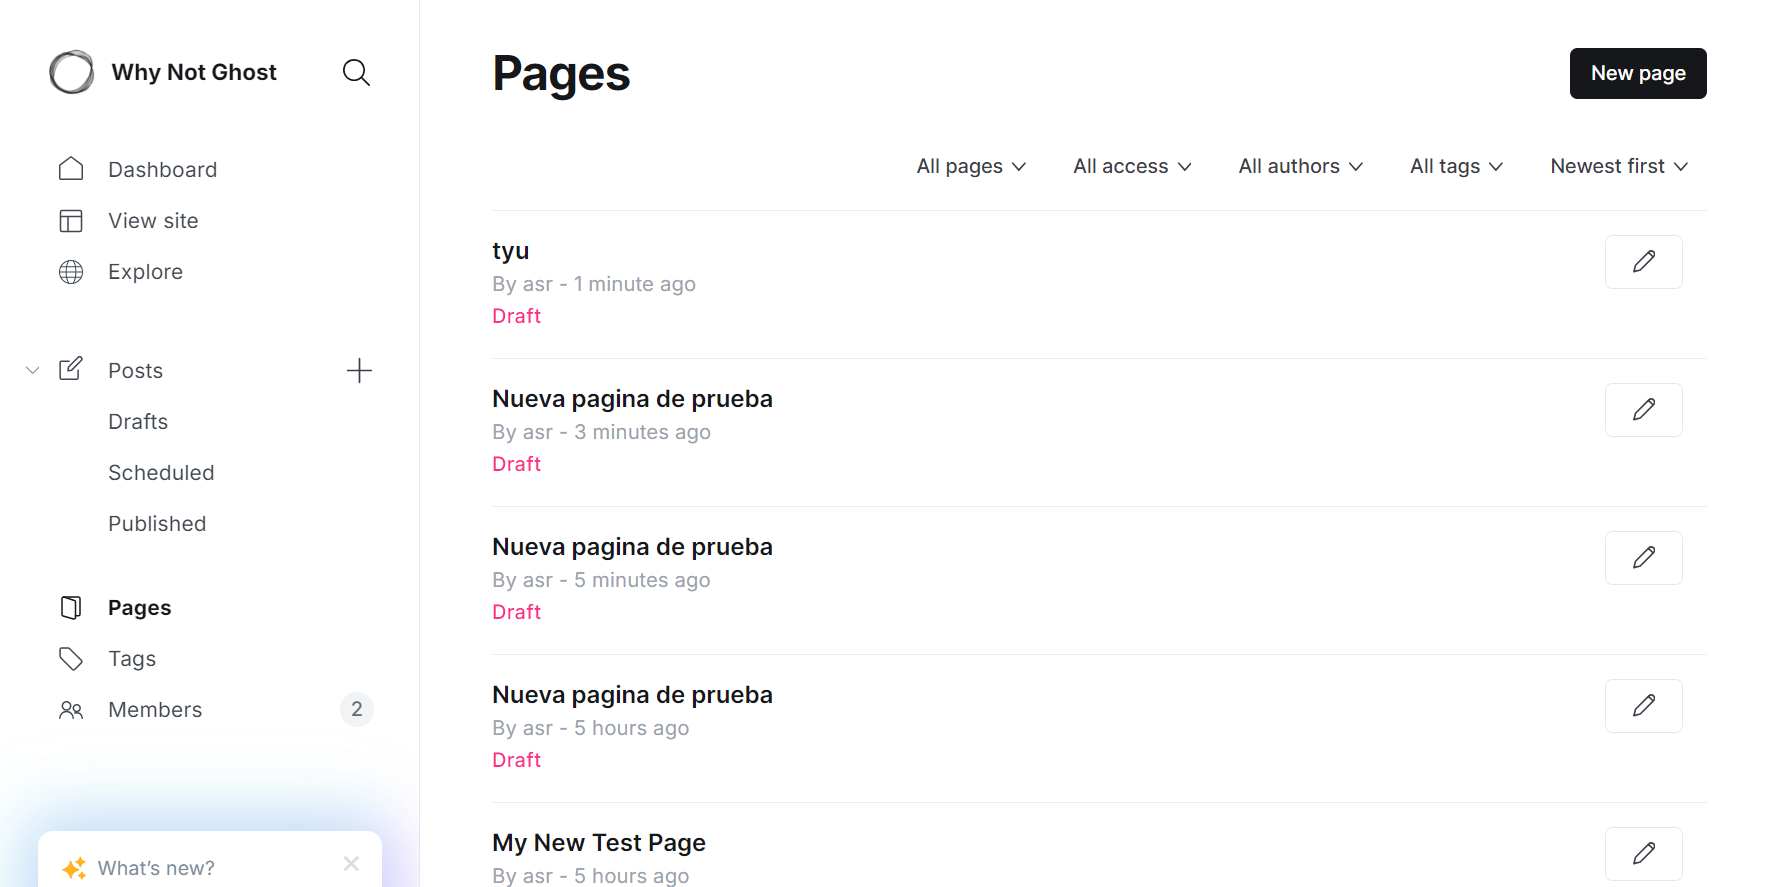 Why Not Ghost
Dashboard
View site
Explore
Posts
Drafts
Scheduled
Published
Pages
Tags
Members 2
What's new?
Pages
New page
All pages All access All authors All tags Newest first
tyu
By asr - 1 minute ago
Draft
Nueva pagina de prueba
By asr - 3 minutes ago
Draft
Nueva pagina de prueba
By asr - 5 minutes ago
Draft
Nueva pagina de prueba
By asr - 5 hours ago
Draft
My New Test Page
By asr - 5 hours ago